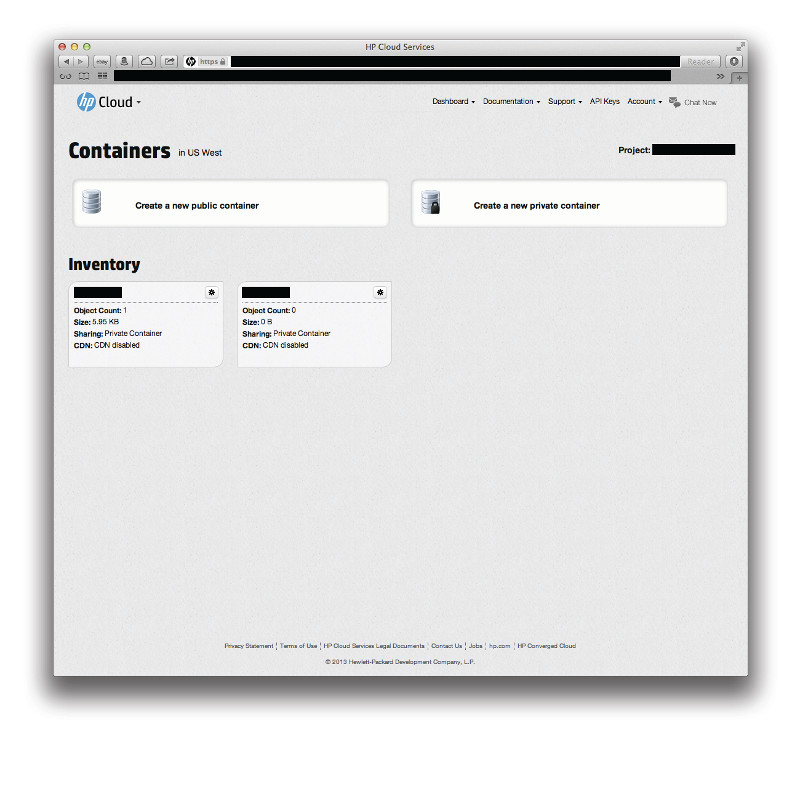 HP Cloud Services
ebay
https
Reader
hp Cloud
Dashboard Documentation Support API Keys Account Chat Now
Containers in US West
Project:
Create a new public container
Create a new private container
Inventory
Object Count: 1
Size: 5.95 KB
Sharing: Private Container
CDN: CDN disabled
Object Count: 0
Size: 0 B
Sharing: Private Container
CDN: CDN disabled
Privacy Statement ¦ Terms of Use ¦ HP Cloud Services Legal Documents ¦ Contact Us ¦ Jobs ¦ hp.com ¦ HP Converged Cloud
© 2013 Hewlett-Packard Development Company, L.P.